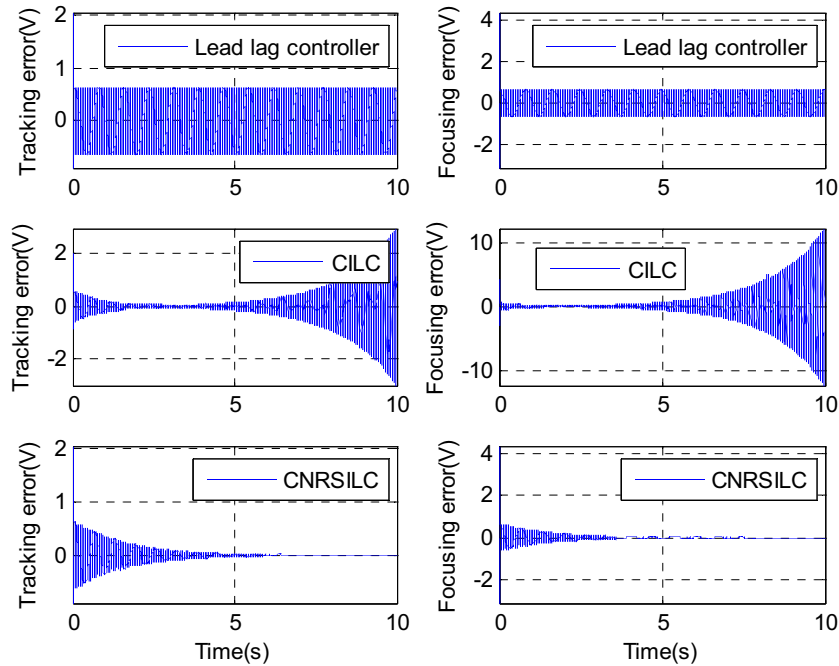 Tracking error(V)
2
1
0
Lead lag controller
0
5
10
Focusing error(V)
4
2
0
-2
Lead lag controller
0
5
10
Tracking error(V)
2
0
-2
CILC
0
5
10
Focusing error(V)
10
0
-10
CILC
0
5
10
Tracking error(V)
2
1
0
CNRSILC
0
5
10
Time(s)
Focusing error(V)
4
2
0
-2
CNRSILC
0
5
10
Time(s)